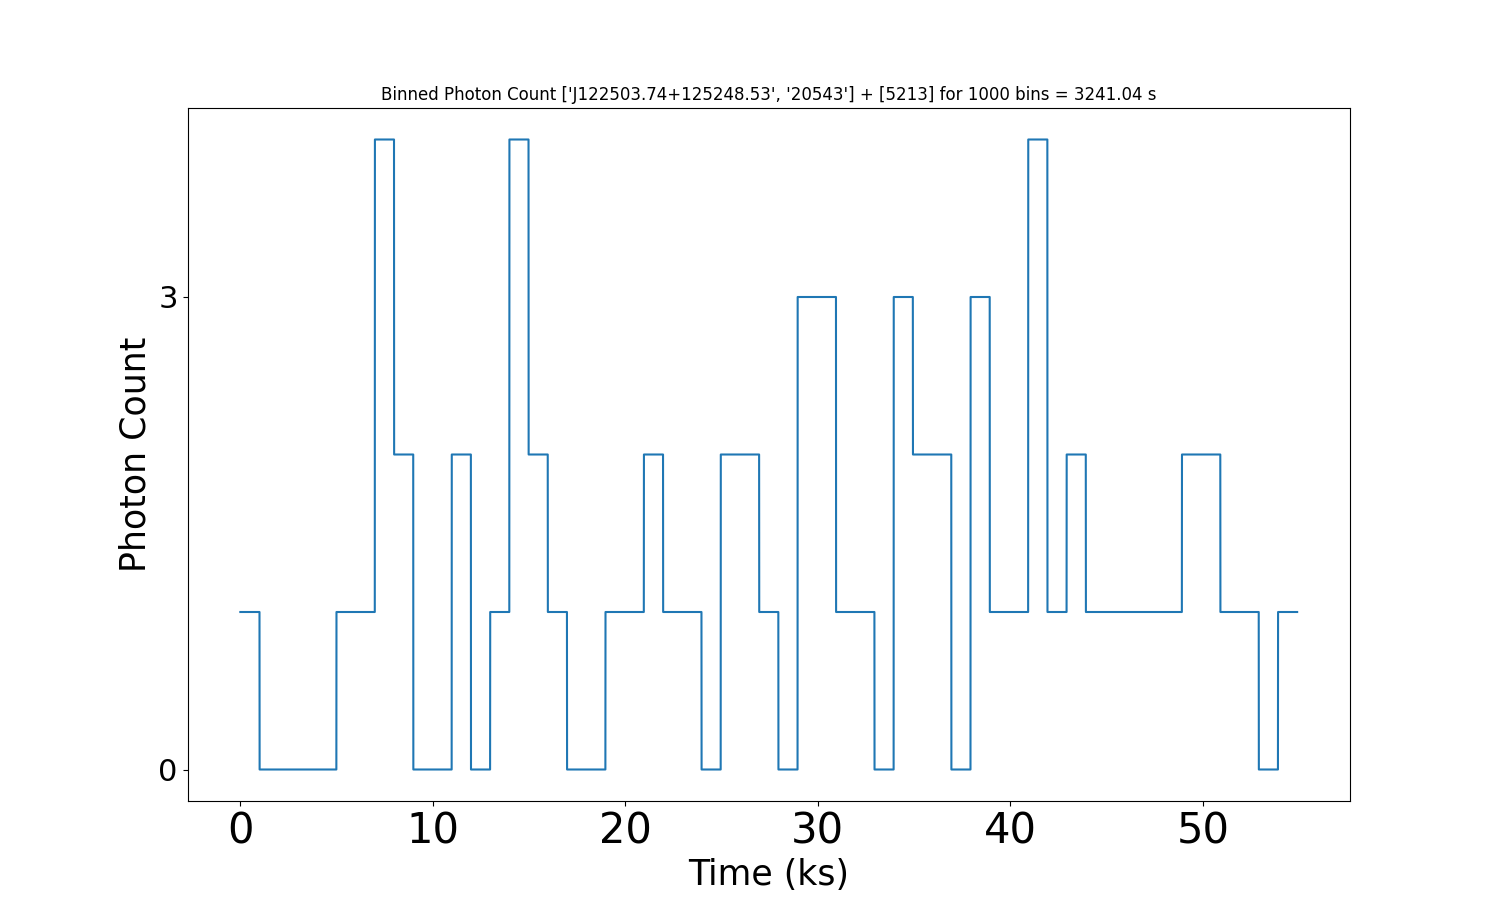 Binned Photon Count ['J122503.74+125248.53', '20543'] + [5213] for 1000 bins = 3241.04 s
Photon Count
3
0
0 10 20 30 40 50
Time (ks)